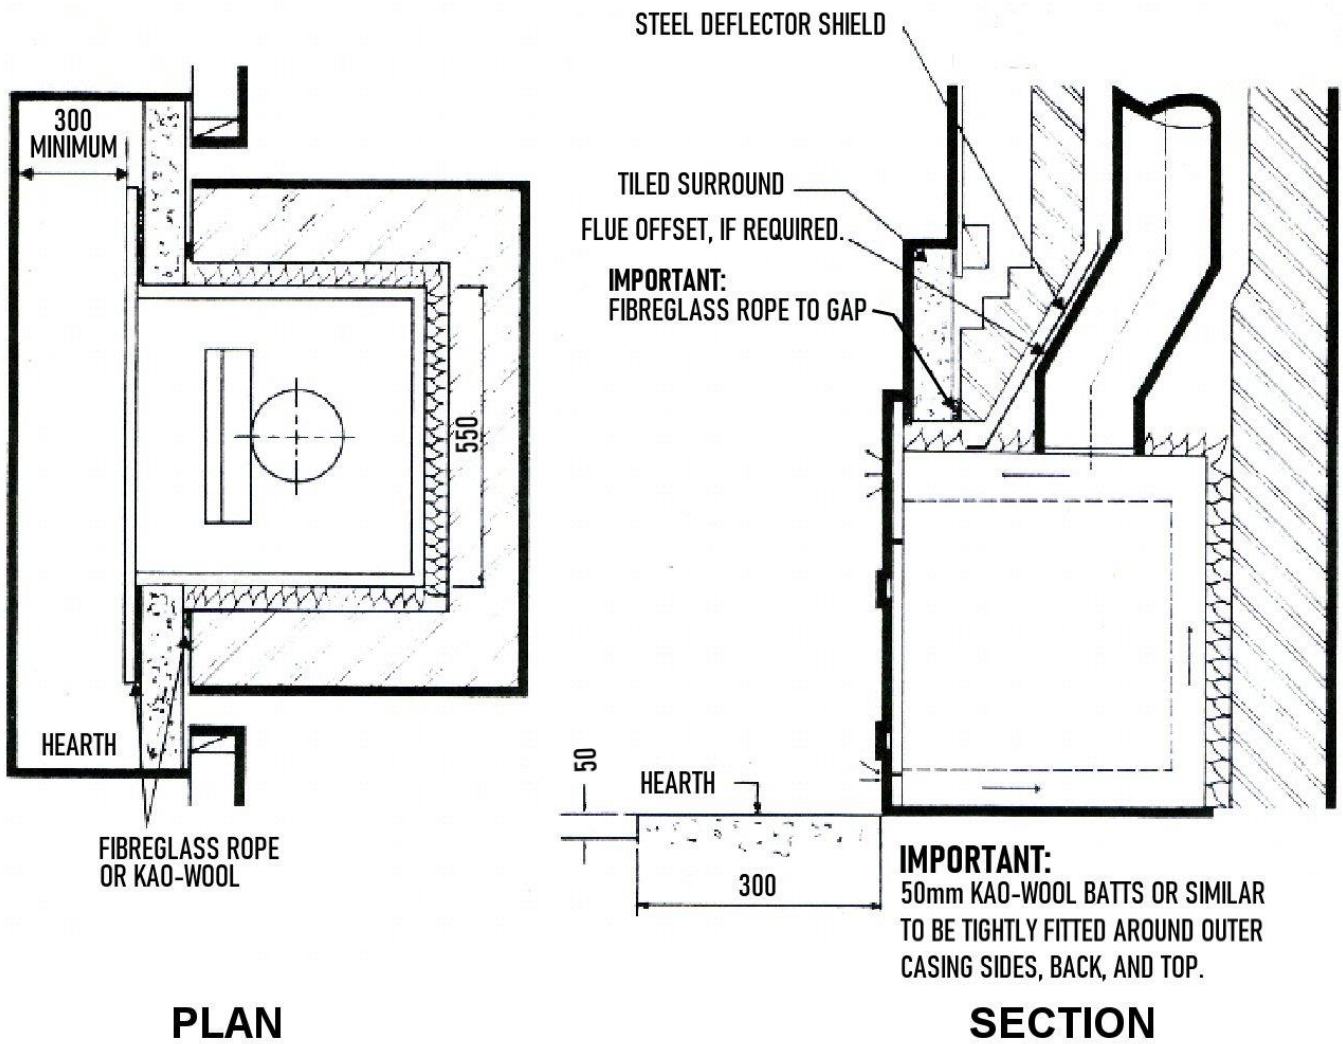 STEEL DEFLECTOR SHIELD
300
MINIMUM
TILED SURROUND
FLUE OFFSET, IF REQUIRED.
IMPORTANT:
FIBREGLASS ROPE TO GAP
550
HEARTH
FIBREGLASS ROPE
OR KAO-WOOL
50
HEARTH
300
IMPORTANT:
50mm KAO-WOOL BATTS OR SIMILAR
TO BE TIGHTLY FITTED AROUND OUTER
CASING SIDES, BACK, AND TOP.
PLAN
SECTION